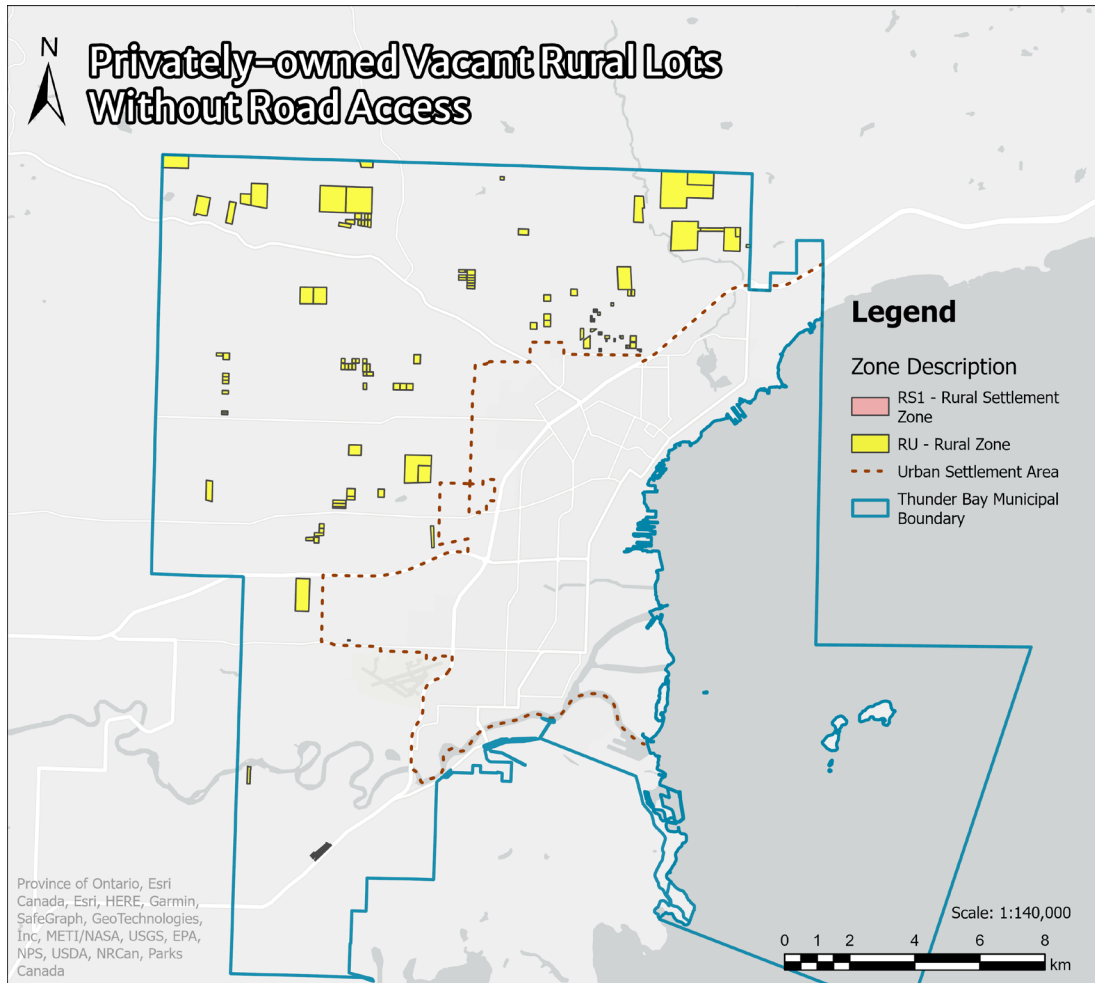 N
Privately-owned Vacant Rural Lots
Without Road Access
Legend
Zone Description
RS1 - Rural Settlement
Zone
RU - Rural Zone
Urban Settlement Area
Thunder Bay Municipal
Boundary
Province of Ontario, Esri
Canada, Esri, HERE, Garmin,
SafeGraph, GeoTechnologies,
Inc, METI/NASA, USGS, EPA,
NPS, USDA, NRCan, Parks
Canada
Scale: 1:140,000
0 1 2 4 6 8
km